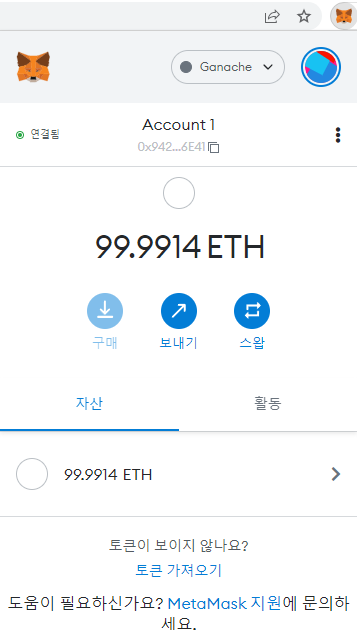 Ganache
연결됨
Account 1
0x942...6E41
99.9914 ETH
구매
보내기
스왑
자산
활동
99.9914 ETH
토큰이 보이지 않나요?
토큰 가져오기
도움이 필요하신가요? MetaMask 지원에 문의하
세요.